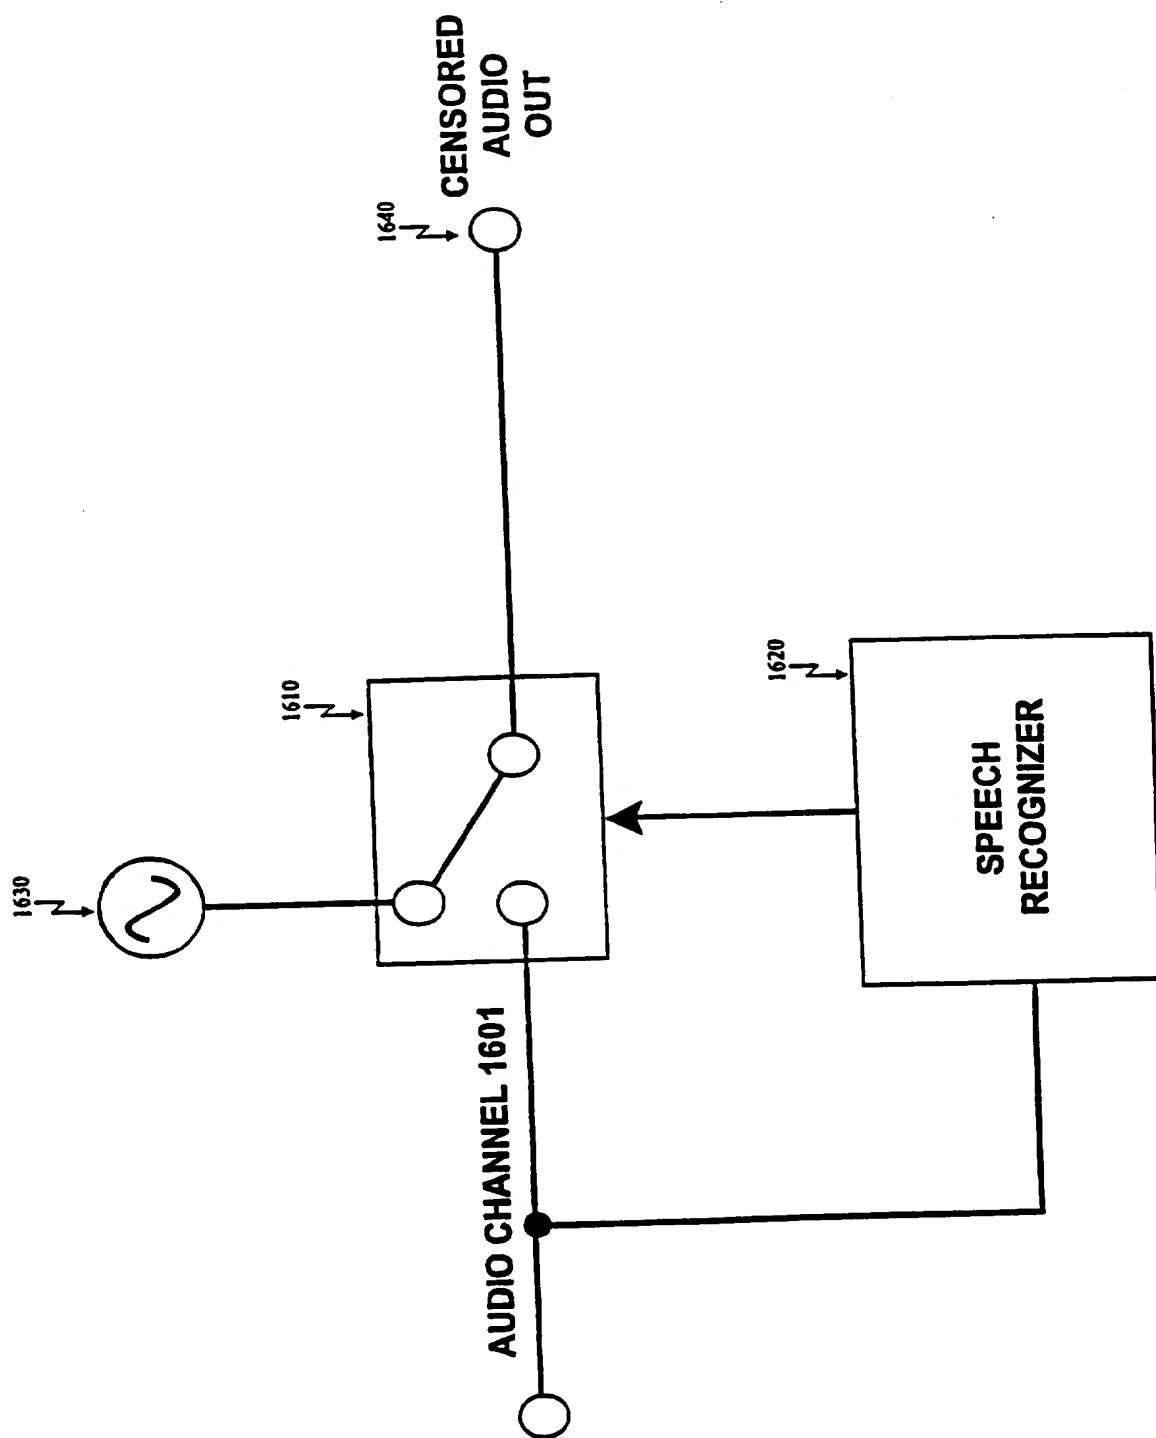 1630
1610
1640
CENSORED
AUDIO
OUT
AUDIO CHANNEL 1601
1620
SPEECH
RECOGNIZER